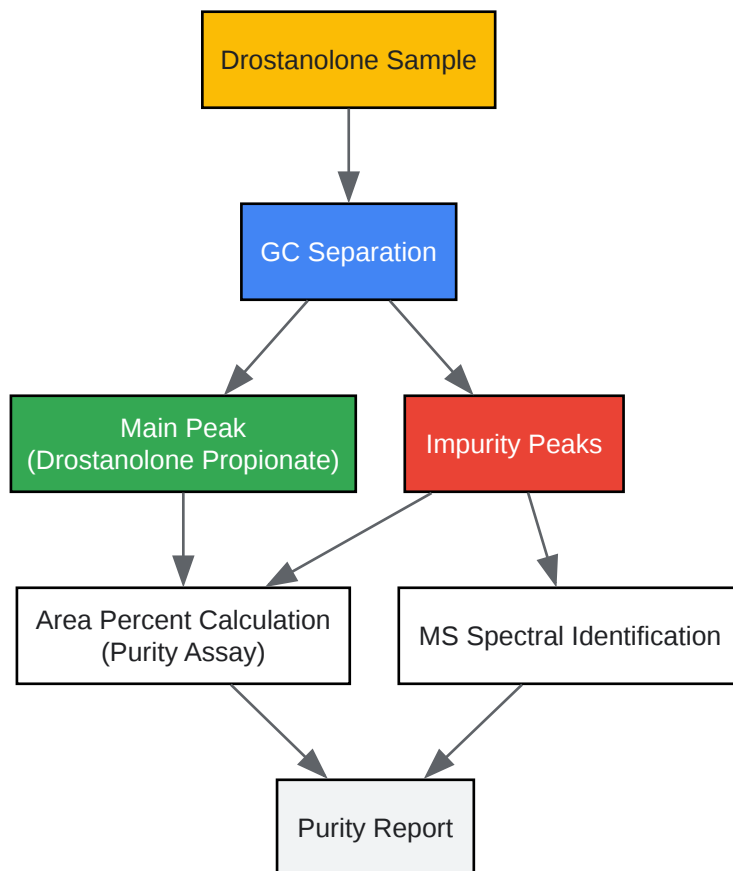 Drostanolone Sample
GC Separation
Main Peak
(Drostanolone Propionate)
Impurity Peaks
Area Percent Calculation
(Purity Assay)
MS Spectral Identification
Purity Report